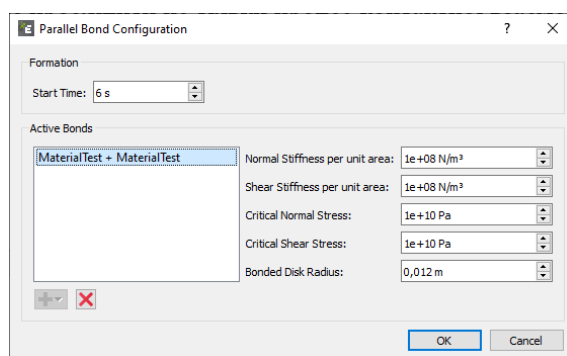 Parallel Bond Configuration ? X
Formation
Start Time: 6 s
Active Bonds
MaterialTest + MaterialTest
Normal Stiffness per unit area: 1e+08 N/m³
Shear Stiffness per unit area: 1e+08 N/m³
Critical Normal Stress: 1e+10 Pa
Critical Shear Stress: 1e+10 Pa
Bonded Disk Radius: 0,012 m
OK Cancel